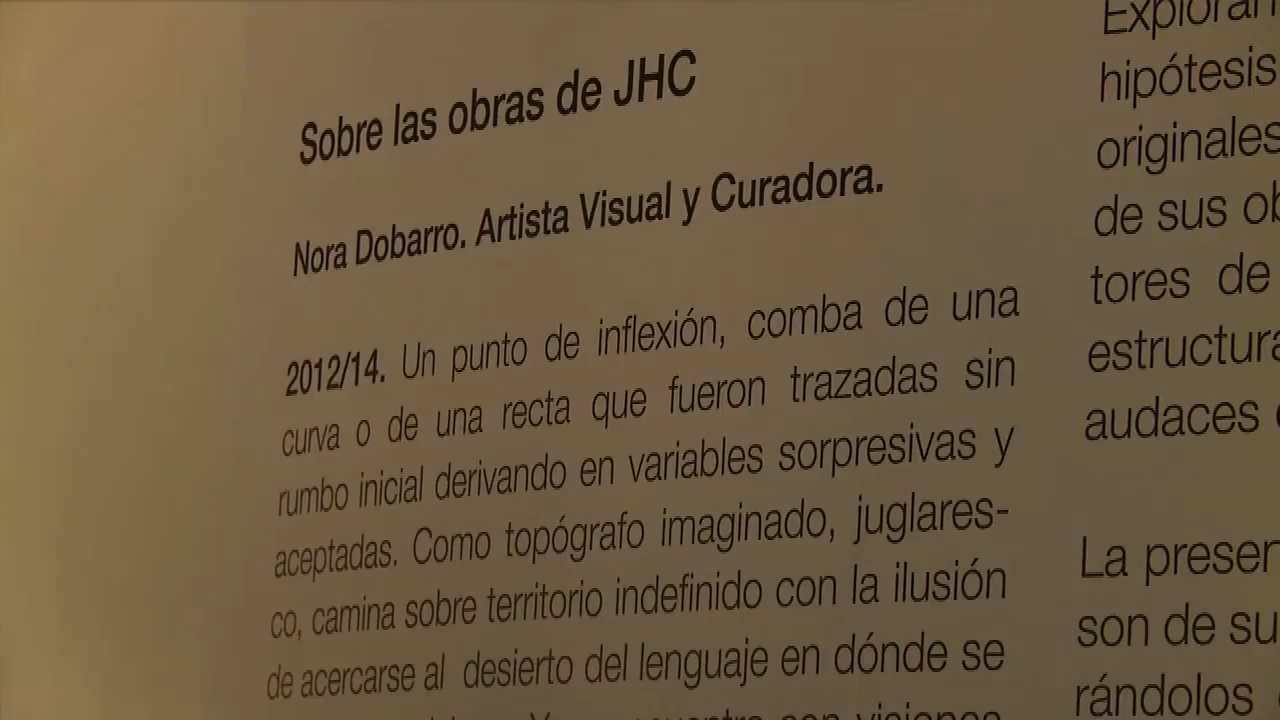 Sobre las obras de JHC
Nora Dobarro. Artista Visual y Curadora.
2012/14. Un punto de inflexión, comba de una
curva o de una recta que fueron trazadas sin
rumbo inicial derivando en variables sorpresivas y
aceptadas. Como topógrafo imaginado, juglares-
co, camina sobre territorio indefinido con la ilusión
de acercarse al desierto del lenguaje en dónde se
con visiones
hipótesis
originales
de sus
tores de
audaces
La
son de su
rándolos